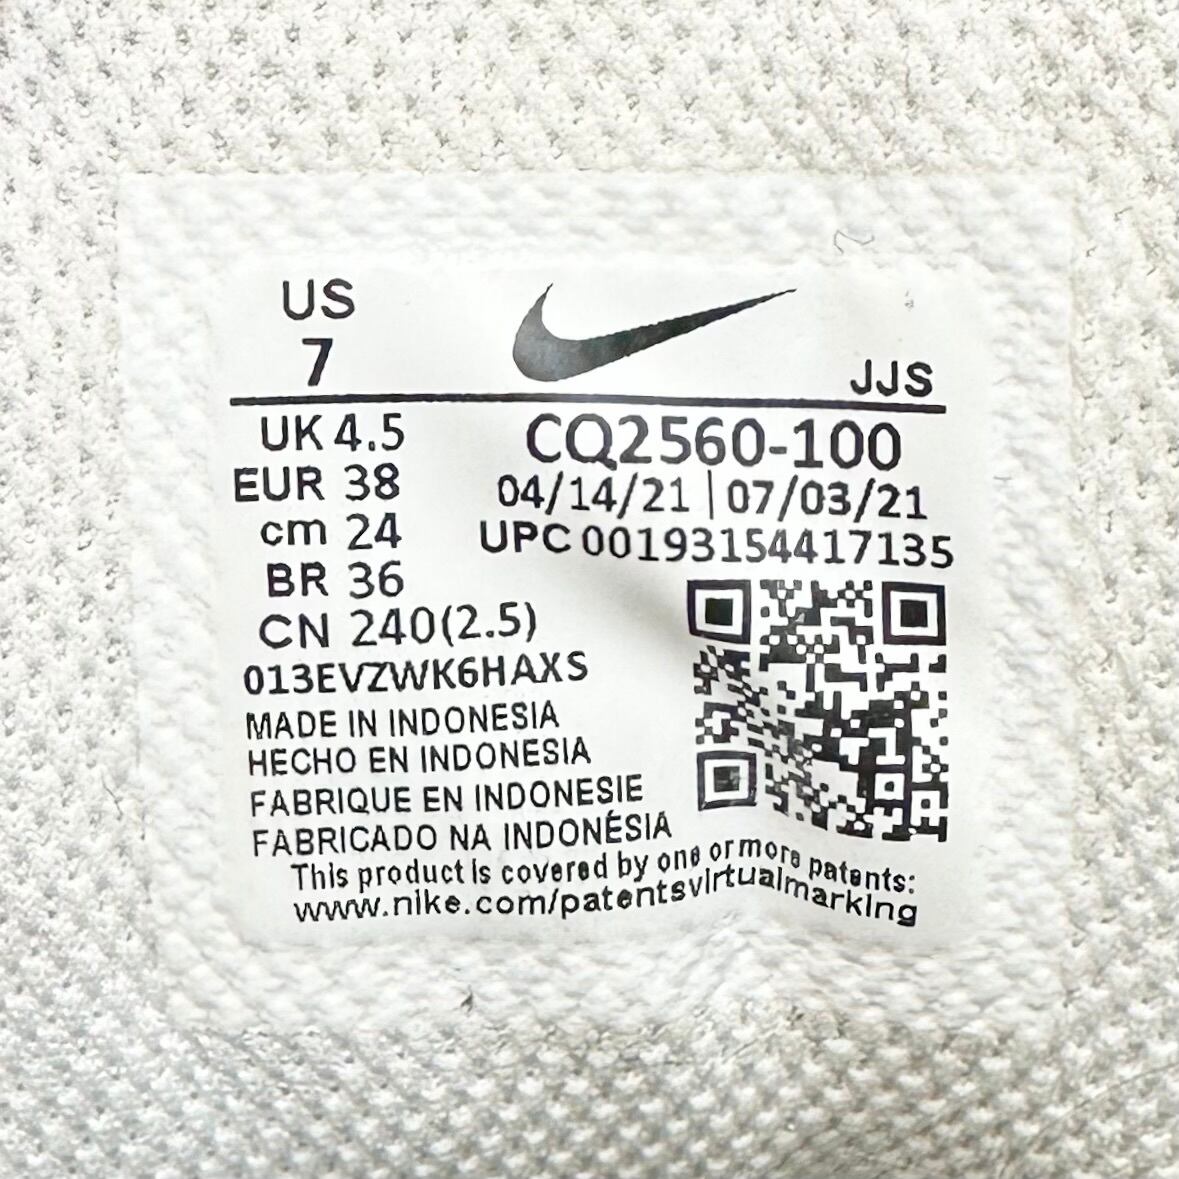 US
7
JJS
UK 4.5
EUR 38
cm 24
BR 36
CN 240(2.5)
CQ2560-100
04/14/21 | 07/03/21
UPC 00193154417135
013EVZWK6HAXS
MADE IN INDONESIA
HECHO EN INDONESIA
FABRIQUE EN INDONESIE
FABRICADO NA INDONÉSIA
This product is covered by one or more patents:
www.nike.com/patentsvirtualmarking